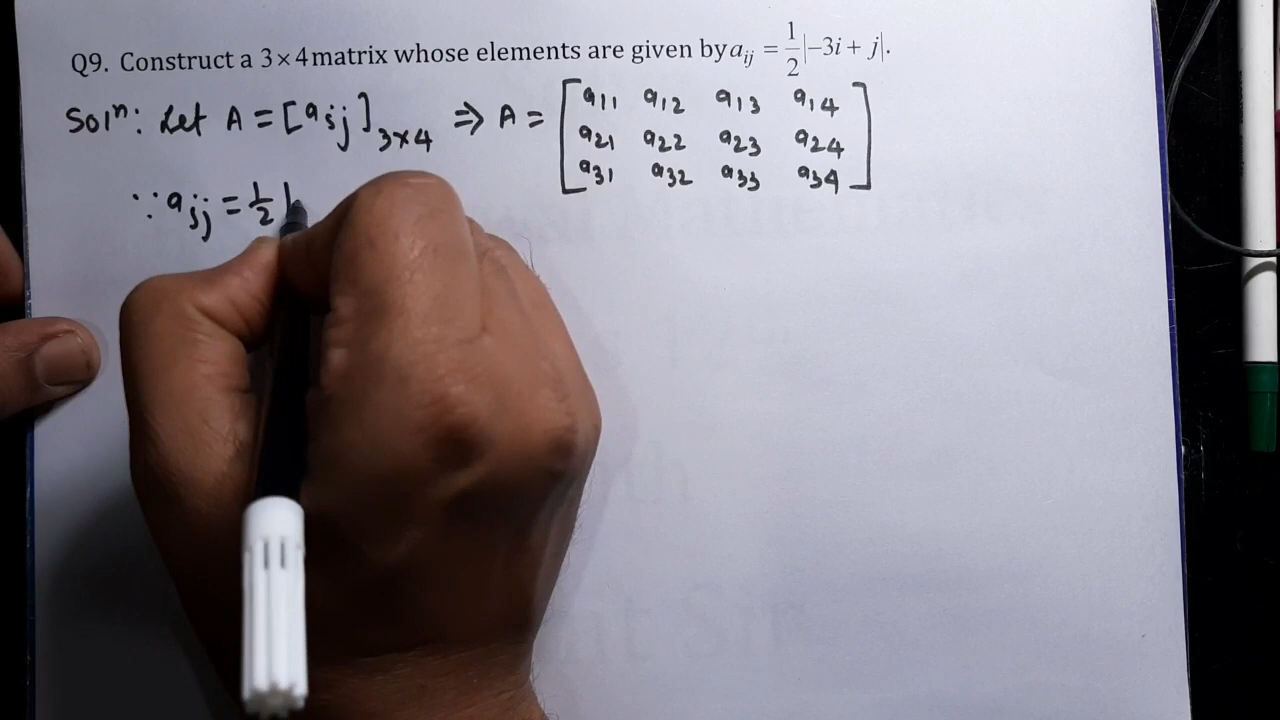 Q9. Construct a 3×4 matrix whose elements are given by a_ij = 1/2|−3i + j|.
Solⁿ: Let A = [a_ij]_3×4 ⇒ A = [a11 a12 a13 a14
a21 a22 a23 a24
a31 a32 a33 a34]
∵ a_ij = 1/2 |